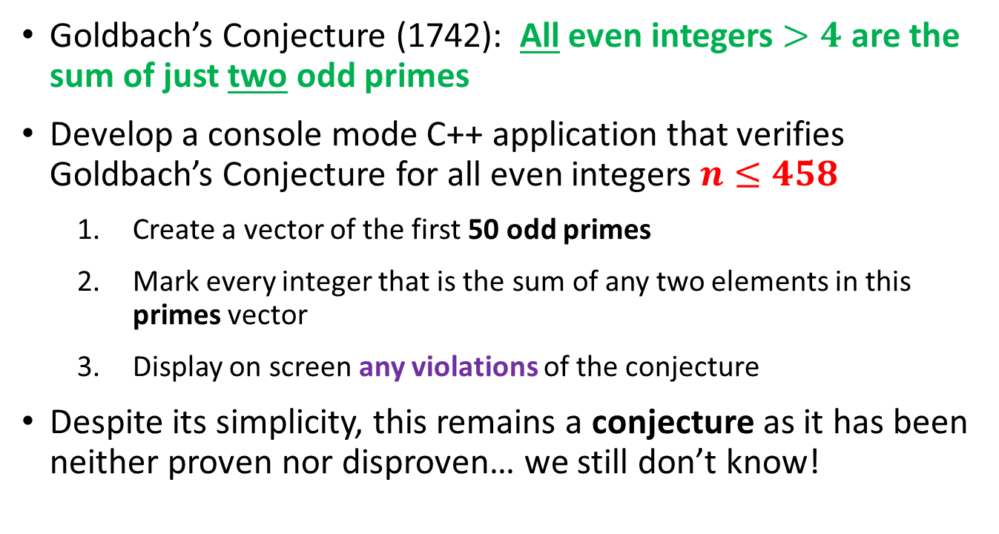 • Goldbach’s Conjecture (1742): All even integers > 4 are the
sum of just two odd primes
• Develop a console mode C++ application that verifies
Goldbach’s Conjecture for all even integers n ≤ 458
1. Create a vector of the first 50 odd primes
2. Mark every integer that is the sum of any two elements in this
primes vector
3. Display on screen any violations of the conjecture
• Despite its simplicity, this remains a conjecture as it has been
neither proven nor disproven… we still don’t know!